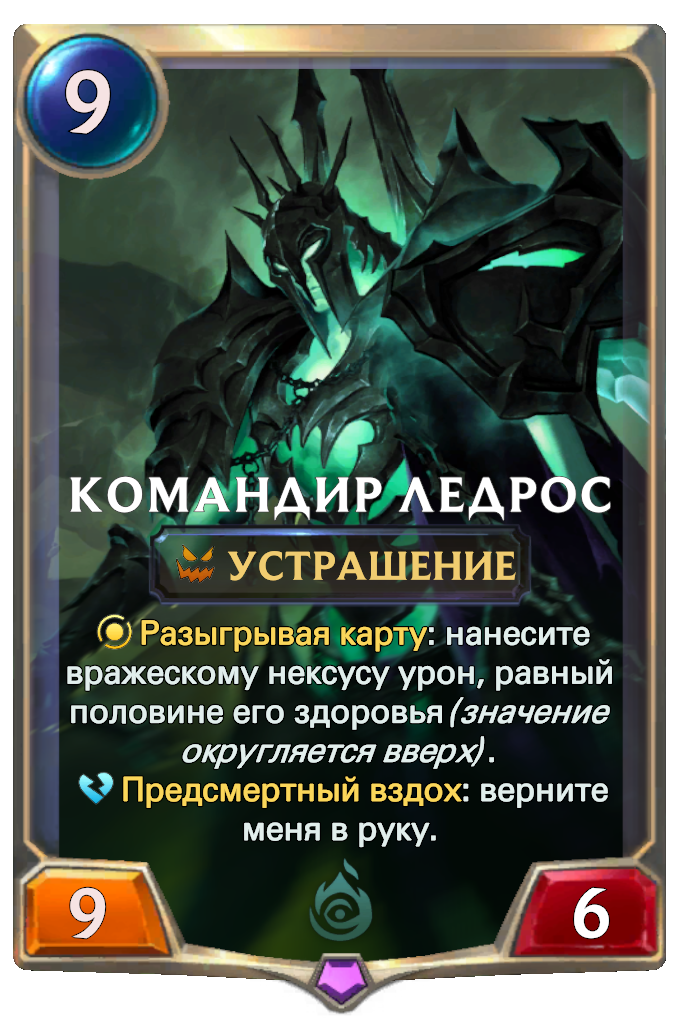 9
КОМАНДИР ЛЕДРОС
УСТРАШЕНИЕ
Разыгрывая карту: нанесите
вражескому нексусу урон, равный
половине его здоровья (значение
округляется вверх).
Предсмертный вздох: верните
меня в руку.
9
6